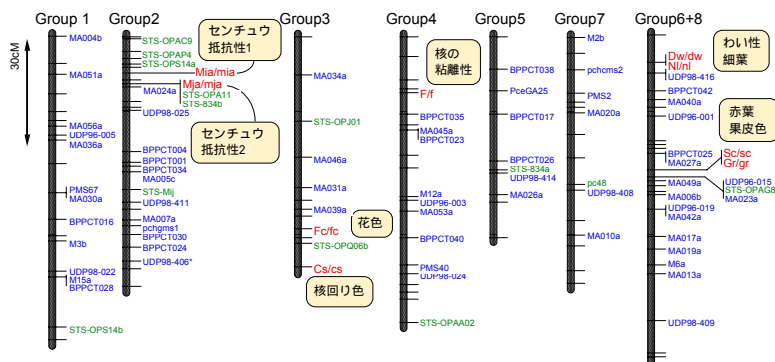 Group 1
MA004b
MA051a
MA056a
UDP96-005
MA036a
PMS67
MA030a
BPPCT016
M3b
UDP98-022
M15a
BPPCT028
STS-OPS14b
30cM
Group2
STS-OPAC9
STS-OPAP4
STS-OPS14a
Mia/mia
Mja/mja
MA024a
STS-OPA11
STS-834b
UDP98-025
BPPCT004
BPPCT001
BPPCT034
MA005c
STS-Mij
UDP98-411
MA007a
pchgms1
BPPCT030
BPPCT024
UDP98-406*
センチュウ
抵抗性1
センチュウ
抵抗性2
Group3
MA034a
STS-OPJ01
MA046a
MA031a
MA039a
Fc/fc
STS-OPQ06b
Cs/cs
花色
核回り色
Group4
核の
粘離性
F/f
BPPCT035
MA045a
BPPCT023
M12a
UDP96-003
MA053a
BPPCT040
PMS40
UDP98-024
STS-OPAA02
Group5
BPPCT038
PceGA25
BPPCT017
BPPCT026
STS-834a
UDP98-414
MA026a
Group7
M2b
pchcms2
PMS2
MA020a
pc48
UDP98-408
MA010a
Group6+8
わい性
細葉
Dw/dw
Nl/nl
UDP98-416
BPPCT042
MA040a
UDP96-001
赤葉
果皮色
BPPCT025
MA027a
Sc/sc
Gr/gr
MA049a
UDP96-015
STS-OPAG8
MA023a
MA006b
UDP96-019
MA042a
MA017a
MA019a
M6a
MA013a
UDP98-409